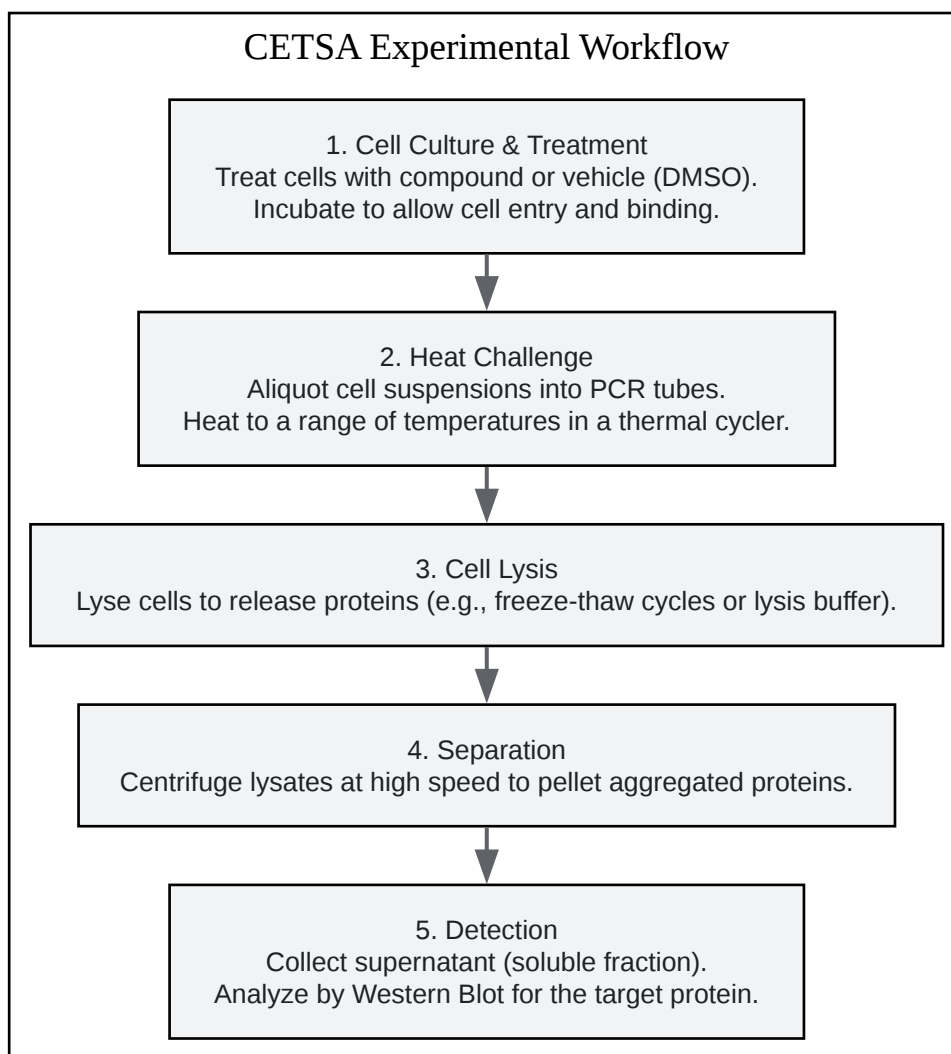 CETSA Experimental Workflow
1. Cell Culture & Treatment
Treat cells with compound or vehicle (DMSO).
Incubate to allow cell entry and binding.
2. Heat Challenge
Aliquot cell suspensions into PCR tubes.
Heat to a range of temperatures in a thermal cycler.
3. Cell Lysis
Lyse cells to release proteins (e.g., freeze-thaw cycles or lysis buffer).
4. Separation
Centrifuge lysates at high speed to pellet aggregated proteins.
5. Detection
Collect supernatant (soluble fraction).
Analyze by Western Blot for the target protein.